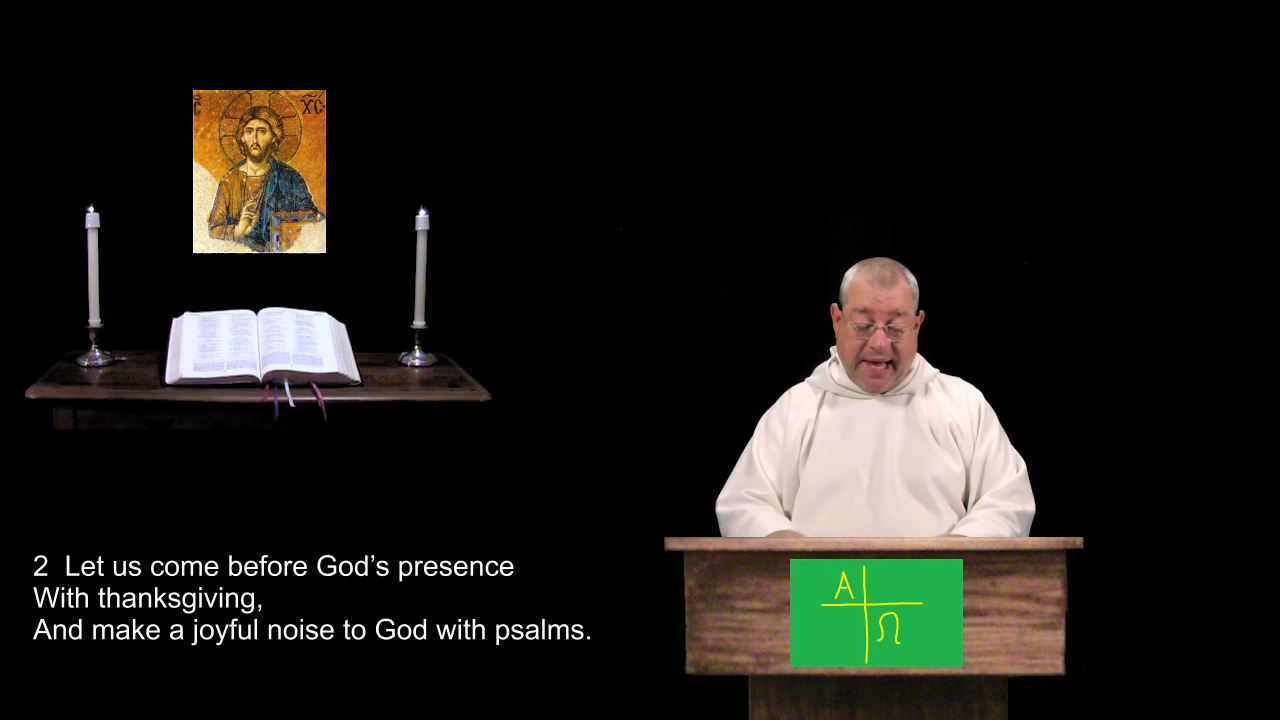 C̅ X̅C̅
2 Let us come before God’s presence
With thanksgiving,
And make a joyful noise to God with psalms.
A
Ω